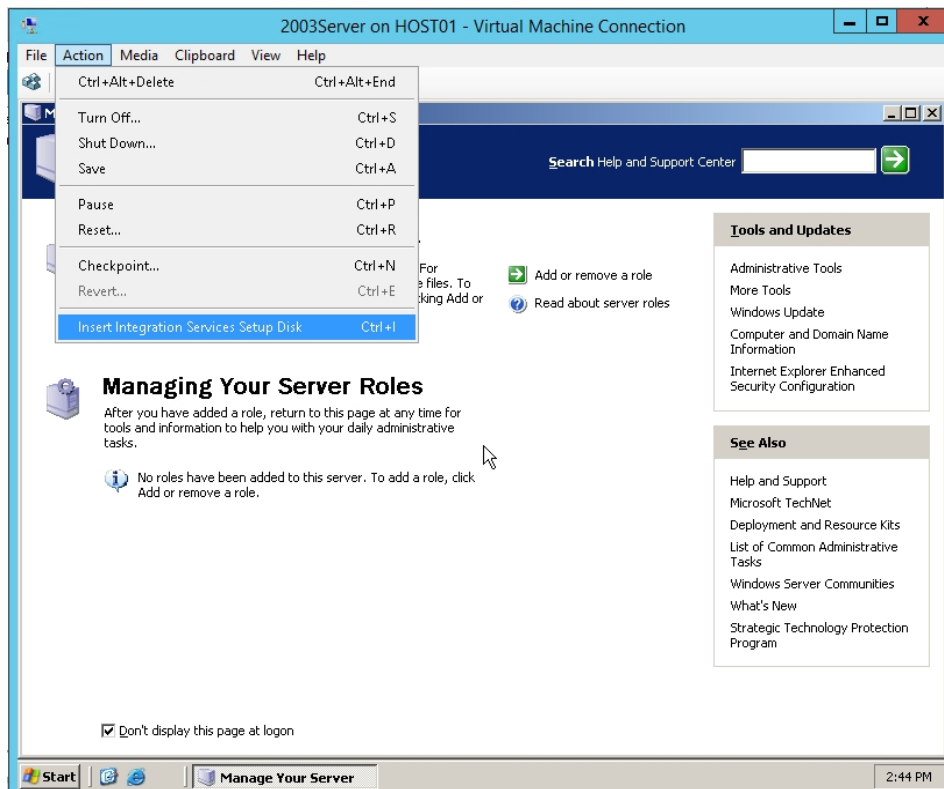 2003Server on HOST01 - Virtual Machine Connection
File Action Media Clipboard View Help
Ctrl+Alt+Delete Ctrl+Alt+End
Turn Off... Ctrl+S
Shut Down... Ctrl+D
Save Ctrl+A
Pause Ctrl+P
Reset... Ctrl+R
Checkpoint... Ctrl+N
Revert... Ctrl+E
Insert Integration Services Setup Disk Ctrl+I
M
Search Help and Support Center
For
e files. To
king Add or
Add or remove a role
Read about server roles
Managing Your Server Roles
After you have added a role, return to this page at any time for
tools and information to help you with your daily administrative
tasks.
No roles have been added to this server. To add a role, click
Add or remove a role.
Tools and Updates
Administrative Tools
More Tools
Windows Update
Computer and Domain Name
Information
Internet Explorer Enhanced
Security Configuration
See Also
Help and Support
Microsoft TechNet
Deployment and Resource Kits
List of Common Administrative
Tasks
Windows Server Communities
What's New
Strategic Technology Protection
Program
Don't display this page at logon
Start Manage Your Server 2:44 PM